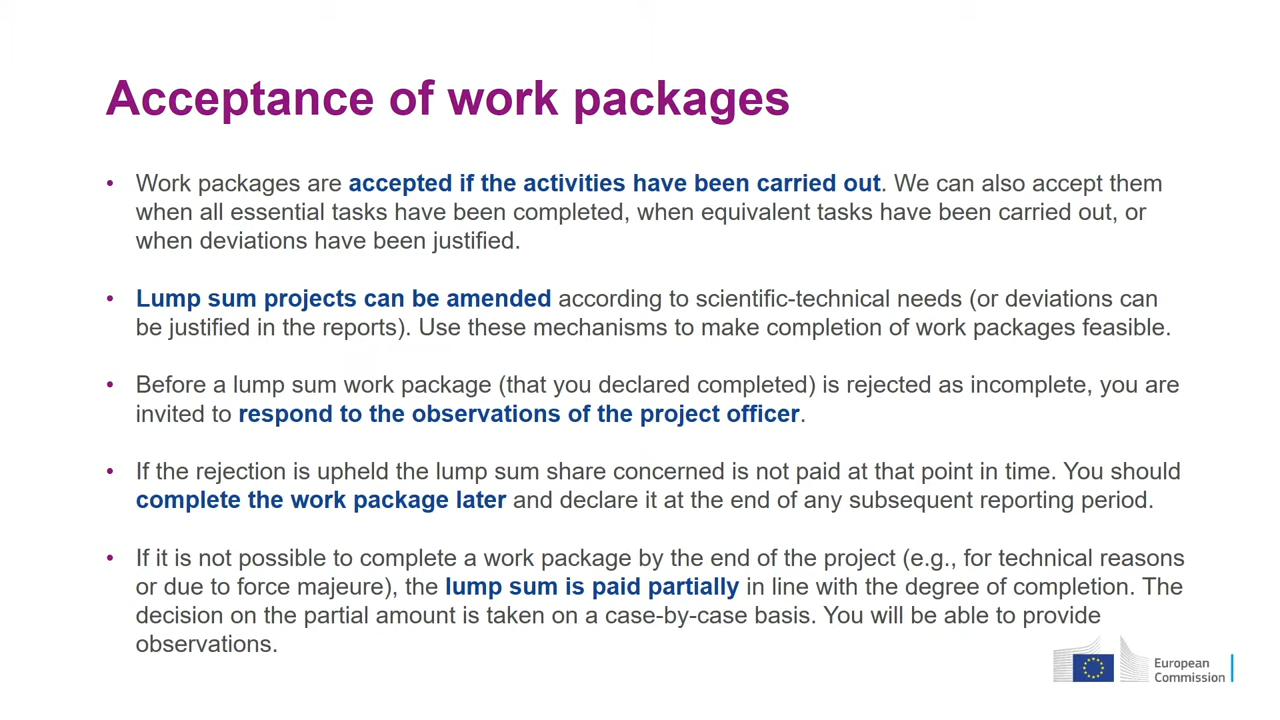 Acceptance of work packages
• Work packages are accepted if the activities have been carried out. We can also accept them
when all essential tasks have been completed, when equivalent tasks have been carried out, or
when deviations have been justified.
• Lump sum projects can be amended according to scientific-technical needs (or deviations can
be justified in the reports). Use these mechanisms to make completion of work packages feasible.
• Before a lump sum work package (that you declared completed) is rejected as incomplete, you are
invited to respond to the observations of the project officer.
• If the rejection is upheld the lump sum share concerned is not paid at that point in time. You should
complete the work package later and declare it at the end of any subsequent reporting period.
• If it is not possible to complete a work package by the end of the project (e.g., for technical reasons
or due to force majeure), the lump sum is paid partially in line with the degree of completion. The
decision on the partial amount is taken on a case-by-case basis. You will be able to provide
observations.
European
Commission